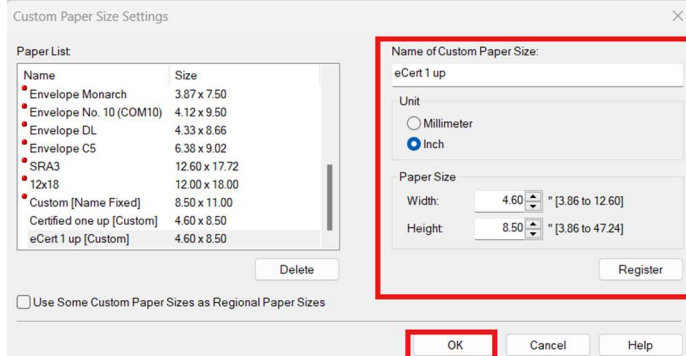 Custom Paper Size Settings
Paper List:
Name Size
Envelope Monarch 3.87 x 7.50
Envelope No. 10 (COM10) 4.12 x 9.50
Envelope DL 4.33 x 8.66
Envelope C5 6.38 x 9.02
SRA3 12.60 x 17.72
12x18 12.00 x 18.00
Custom [Name Fixed] 8.50 x 11.00
Certified one up [Custom] 4.60 x 8.50
eCert 1 up [Custom] 4.60 x 8.50
Delete
Use Some Custom Paper Sizes as Regional Paper Sizes
Name of Custom Paper Size:
eCert 1 up
Unit
Millimeter
Inch
Paper Size
Width: 4.60 " [3.86 to 12.60]
Height: 8.50 " [3.86 to 47.24]
Register
OK Cancel Help